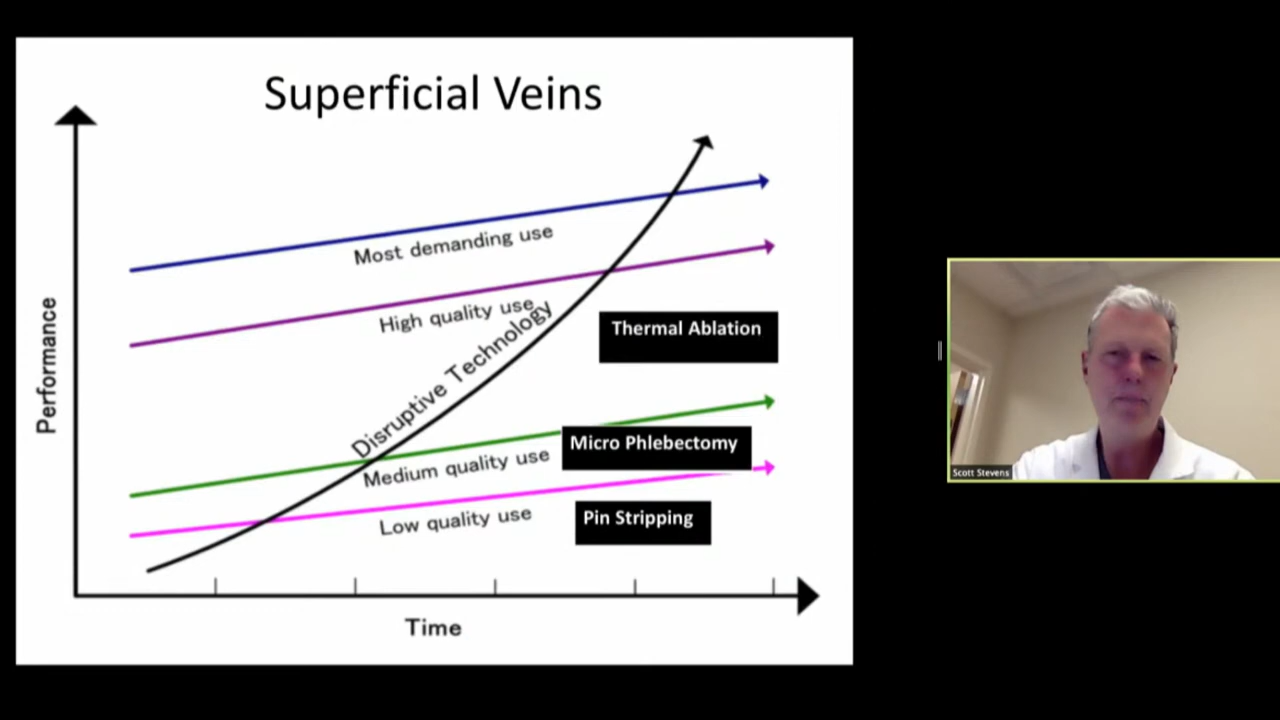 Superficial Veins
Performance
Most demanding use
High quality use
Disruptive Technology
Thermal Ablation
Medium quality use
Micro Phlebectomy
Low quality use
Pin Stripping
Time
Scott Stevens